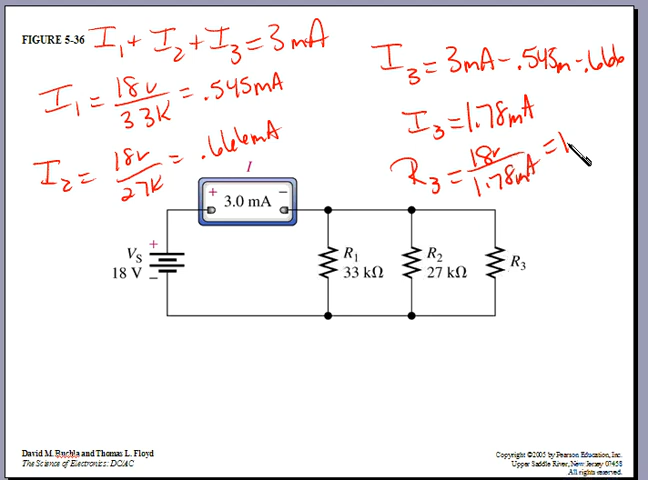 FIGURE 5-36
I₁ + I₂ + I₃ = 3mA
I₁ = 18v/33K = .545mA
I₂ = 18v/27K = .666mA
I₃ = 3mA - .545m - .666
I₃ = 1.78mA
R₃ = 18v/1.78mA = 1
I
+ −
3.0 mA
+
Vs
18 V −
R₁
33 kΩ
R₂
27 kΩ
R₃
David M. Buchla and Thomas L. Floyd
The Science of Electronics: DC/AC
Copyright ©2005 by Pearson Education, Inc.
Upper Saddle River, New Jersey 07458
All rights reserved.